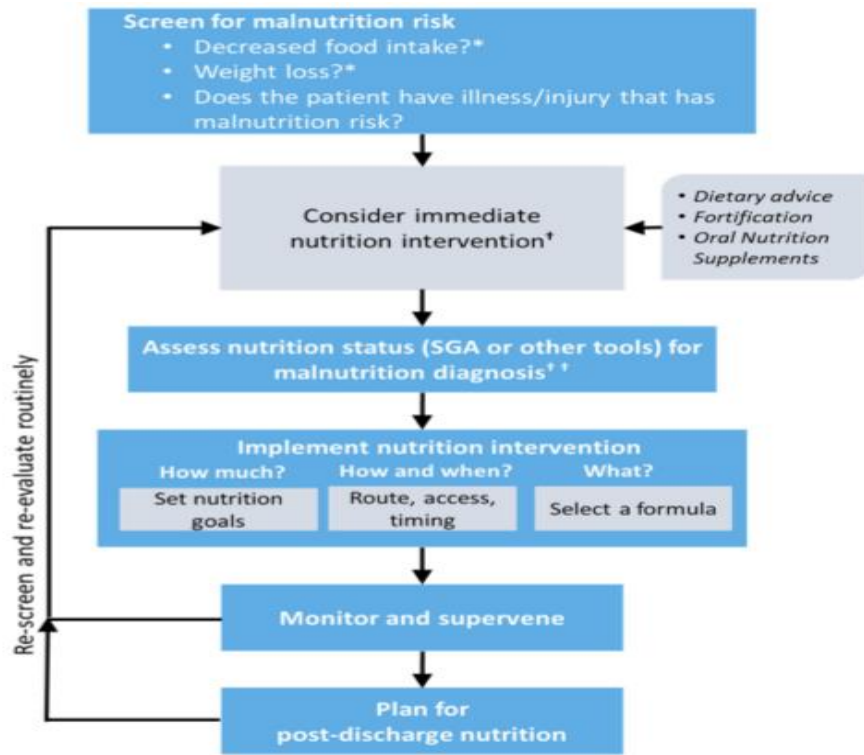 Screen for malnutrition risk
• Decreased food intake?*
• Weight loss?*
• Does the patient have illness/injury that has
malnutrition risk?
Consider immediate
nutrition intervention†
• Dietary advice
• Fortification
• Oral Nutrition
Supplements
Assess nutrition status (SGA or other tools) for
malnutrition diagnosis††
Implement nutrition intervention
How much?
Set nutrition
goals
How and when?
Route, access,
timing
What?
Select a formula
Monitor and supervene
Plan for
post-discharge nutrition
Re-screen and re-evaluate routinely